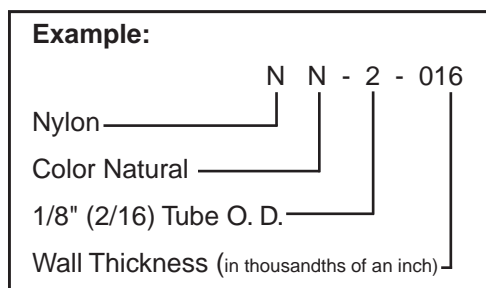 Example:
N N - 2 - 016
Nylon
Color Natural
1/8" (2/16) Tube O. D.
Wall Thickness (in thousandths of an inch)